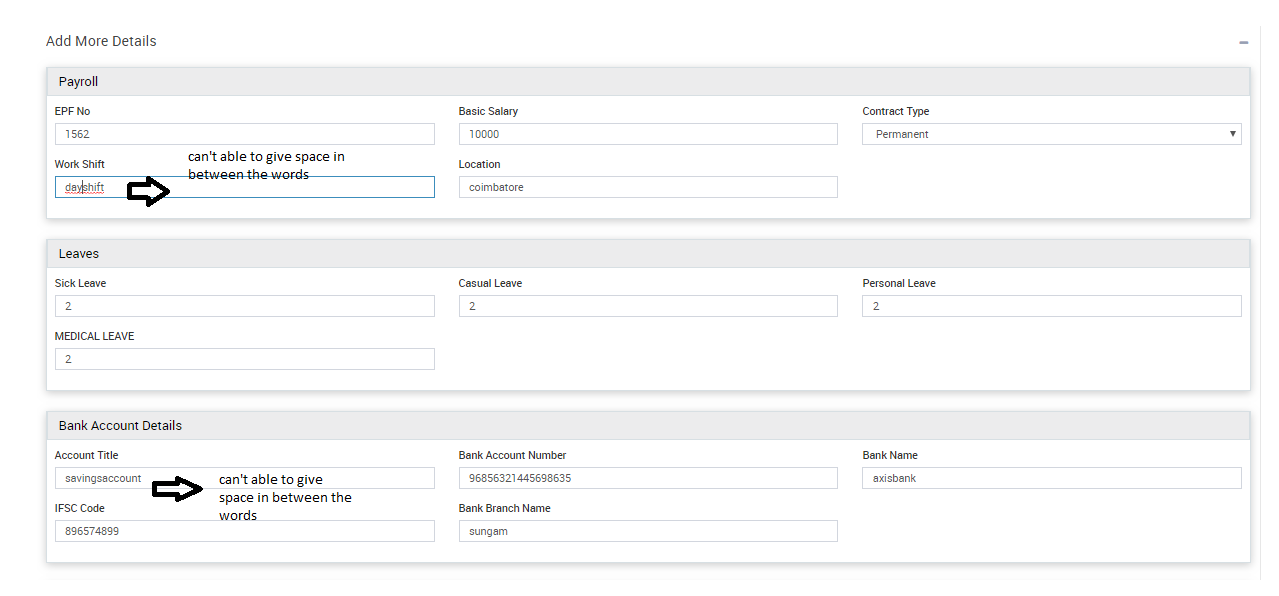 Add More Details
Payroll
EPF No Basic Salary Contract Type
1562 10000 Permanent
Work Shift can't able to give space in Location
between the words
dayshift coimbatore
Leaves
Sick Leave Casual Leave Personal Leave
2 2 2
MEDICAL LEAVE
2
Bank Account Details
Account Title Bank Account Number Bank Name
savingsaccount can't able to give 96856321445698635 axisbank
space in between the
IFSC Code words Bank Branch Name
896574899 sungam